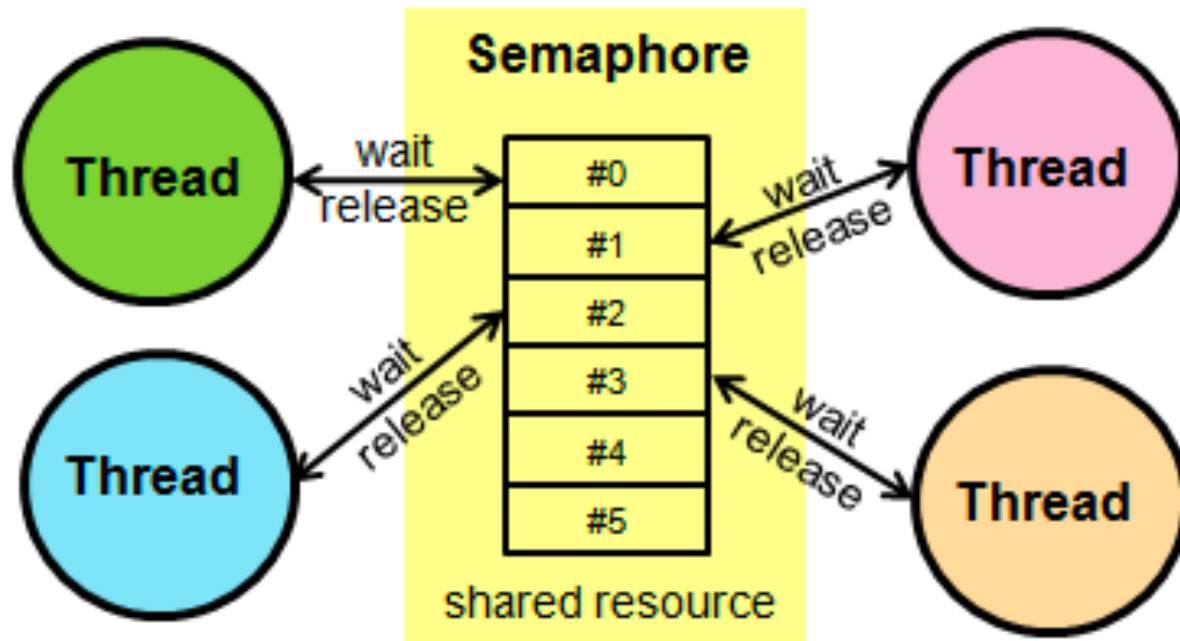 Semaphore
Thread
wait
release
#0
#1
#2
#3
#4
#5
wait
release
Thread
Thread
wait
release
wait
release
Thread
shared resource